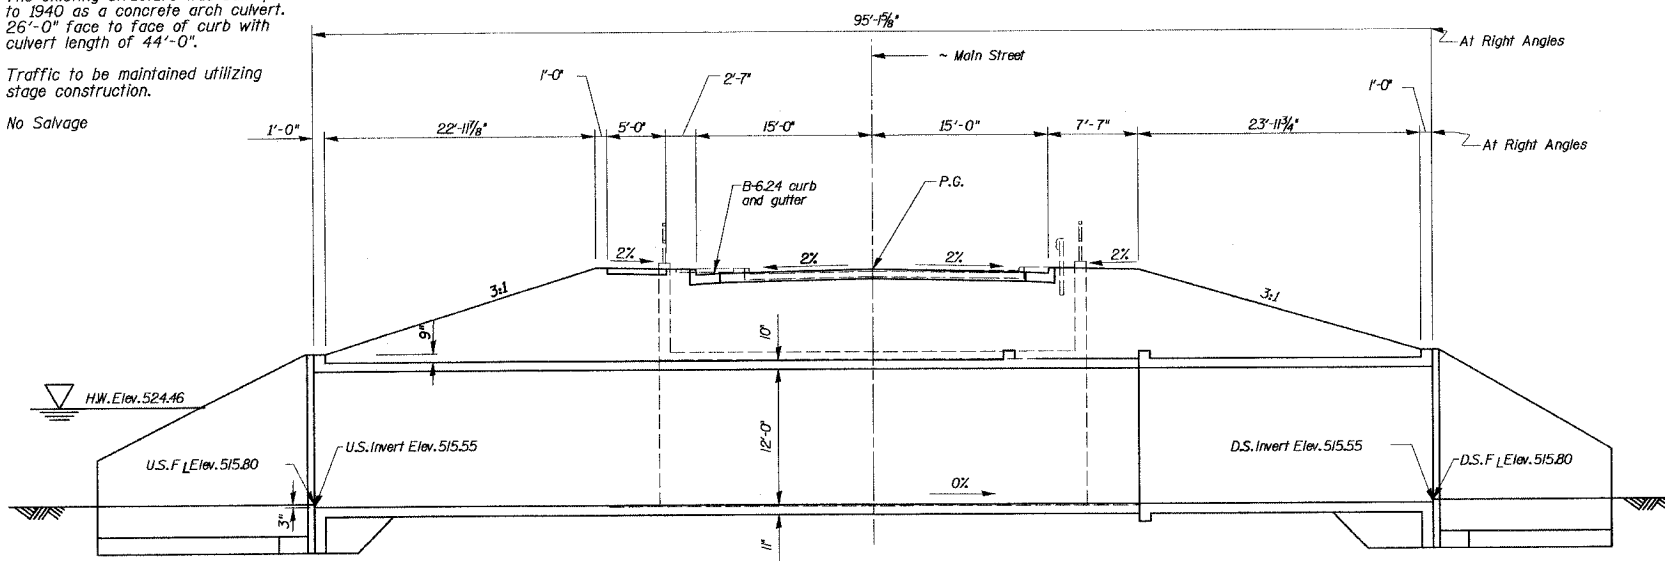 to 1940 as a concrete arch culvert.
26'-0" face to face of curb with
culvert length of 44'-0".
Traffic to be maintained utilizing
stage construction.
No Salvage
95'-1⅝"
At Right Angles
~ Main Street
1'-0"
2'-7"
1'-0"
1'-0"
22'-11⅞"
5'-0"
15'-0"
15'-0"
7'-7"
23'-11¾"
At Right Angles
B-6.24 curb
and gutter
P.G.
2%
2%
2%
2%
3:1
3:1
9"
10"
H.W. Elev. 524.46
12'-0"
U.S. Invert Elev. 515.55
D.S. Invert Elev. 515.55
U.S. F L Elev. 515.80
D.S. F L Elev. 515.80
0%
3"
11"